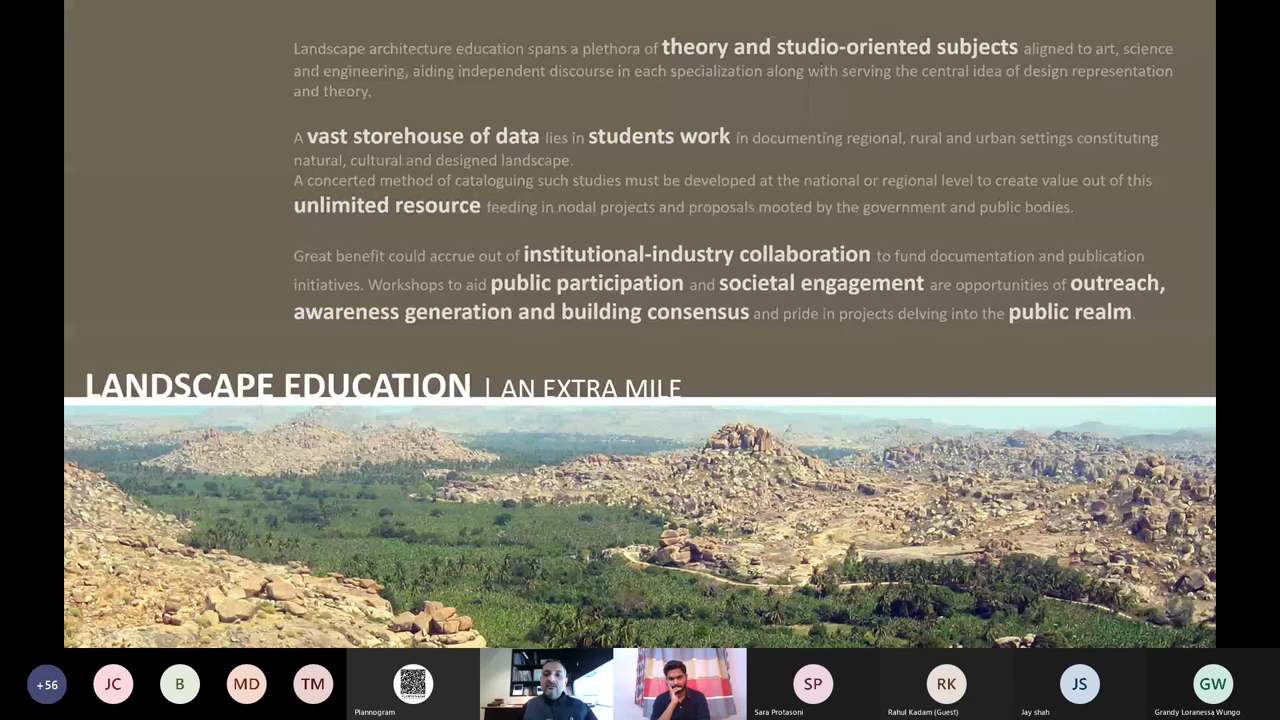 Landscape architecture education spans a plethora of theory and studio-oriented subjects aligned to art, science
and engineering, aiding independent discourse in each specialization along with serving the central idea of design representation
and theory.
A vast storehouse of data lies in students work in documenting regional, rural and urban settings constituting
natural, cultural and designed landscape.
A concerted method of cataloguing such studies must be developed at the national or regional level to create value out of this
unlimited resource feeding in nodal projects and proposals mooted by the government and public bodies.
Great benefit could accrue out of institutional-industry collaboration to fund documentation and publication
initiatives. Workshops to aid public participation and societal engagement are opportunities of outreach,
awareness generation and building consensus and pride in projects delving into the public realm.
LANDSCAPE EDUCATION | AN EXTRA MILE
+56
JC
B
MD
TM
Plannogram
SP
Sara Protasoni
RK
Rahul Kadam (Guest)
JS
Jay shah
GW
Grandy Loranessa Wungo